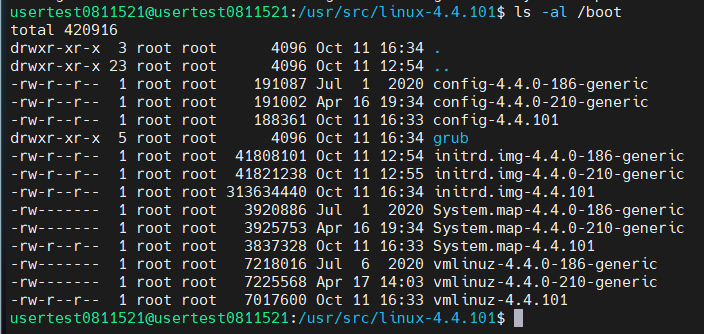 usertest0811521@usertest0811521:/usr/src/linux-4.4.101$ ls -al /boot
total 420916
drwxr-xr-x  3 root root      4096 Oct 11 16:34 .
drwxr-xr-x 23 root root      4096 Oct 11 12:54 ..
-rw-r--r--  1 root root    191087 Jul  1  2020 config-4.4.0-186-generic
-rw-r--r--  1 root root    191002 Apr 16 19:34 config-4.4.0-210-generic
-rw-r--r--  1 root root    188361 Oct 11 16:33 config-4.4.101
drwxr-xr-x  5 root root      4096 Oct 11 16:34 grub
-rw-r--r--  1 root root  41808101 Oct 11 12:54 initrd.img-4.4.0-186-generic
-rw-r--r--  1 root root  41821238 Oct 11 12:55 initrd.img-4.4.0-210-generic
-rw-r--r--  1 root root 313634440 Oct 11 16:34 initrd.img-4.4.101
-rw-------  1 root root   3920886 Jul  1  2020 System.map-4.4.0-186-generic
-rw-------  1 root root   3925753 Apr 16 19:34 System.map-4.4.0-210-generic
-rw-r--r--  1 root root   3837328 Oct 11 16:33 System.map-4.4.101
-rw-------  1 root root   7218016 Jul  6  2020 vmlinuz-4.4.0-186-generic
-rw-------  1 root root   7225568 Apr 17 14:03 vmlinuz-4.4.0-210-generic
-rw-r--r--  1 root root   7017600 Oct 11 16:33 vmlinuz-4.4.101
usertest0811521@usertest0811521:/usr/src/linux-4.4.101$